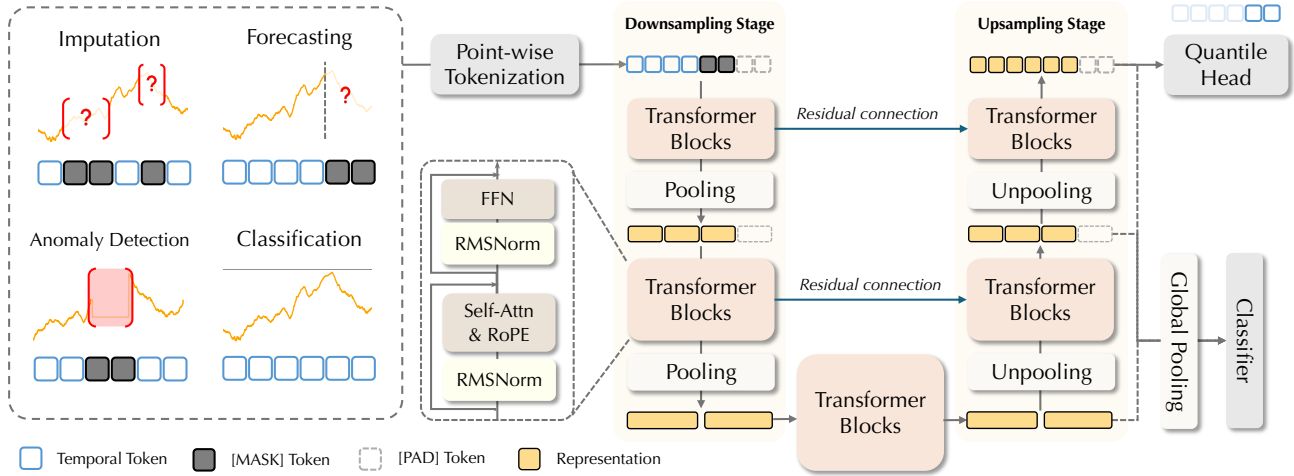 Imputation
Forecasting
?
?
?
Anomaly Detection
Classification
Point-wise
Tokenization
FFN
RMSNorm
Self-Attn
& RoPE
RMSNorm
Downsampling Stage
Transformer
Blocks
Pooling
Transformer
Blocks
Pooling
Residual connection
Residual connection
Transformer
Blocks
Upsampling Stage
Transformer
Blocks
Unpooling
Transformer
Blocks
Unpooling
Quantile
Head
Global Pooling
Classifier
Temporal Token
[MASK] Token
[PAD] Token
Representation